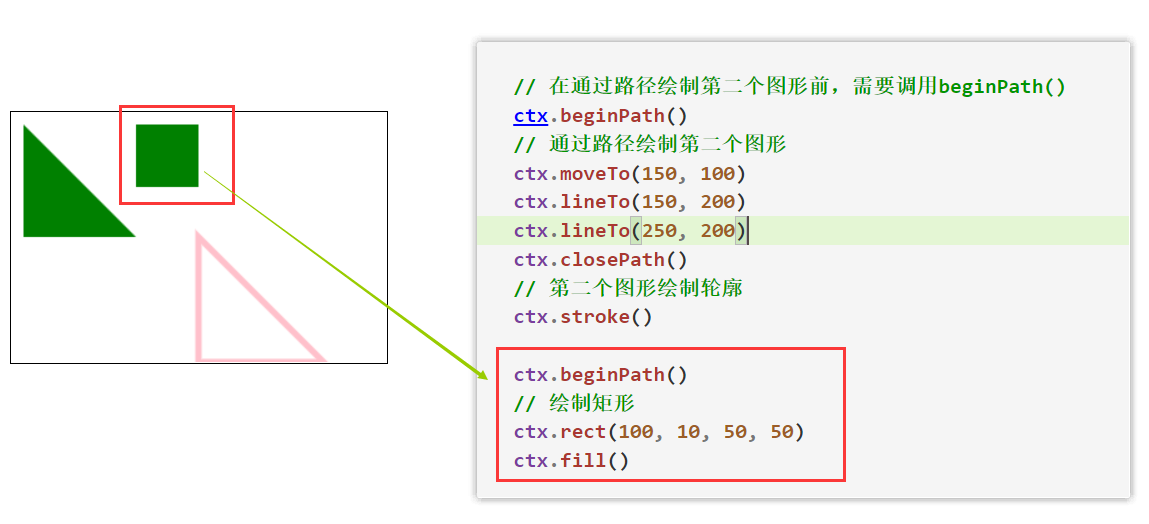 // 在通过路径绘制第二个图形前，需要调用beginPath()
ctx.beginPath()
// 通过路径绘制第二个图形
ctx.moveTo(150, 100)
ctx.lineTo(150, 200)
ctx.lineTo(250, 200)
ctx.closePath()
// 第二个图形绘制轮廓
ctx.stroke()
ctx.beginPath()
// 绘制矩形
ctx.rect(100, 10, 50, 50)
ctx.fill()